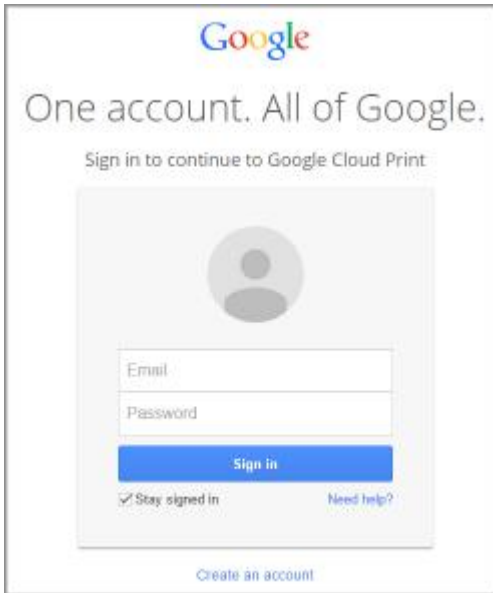 Google
One account. All of Google.
Sign in to continue to Google Cloud Print
Email
Password
Sign in
Stay signed in Need help?
Create an account